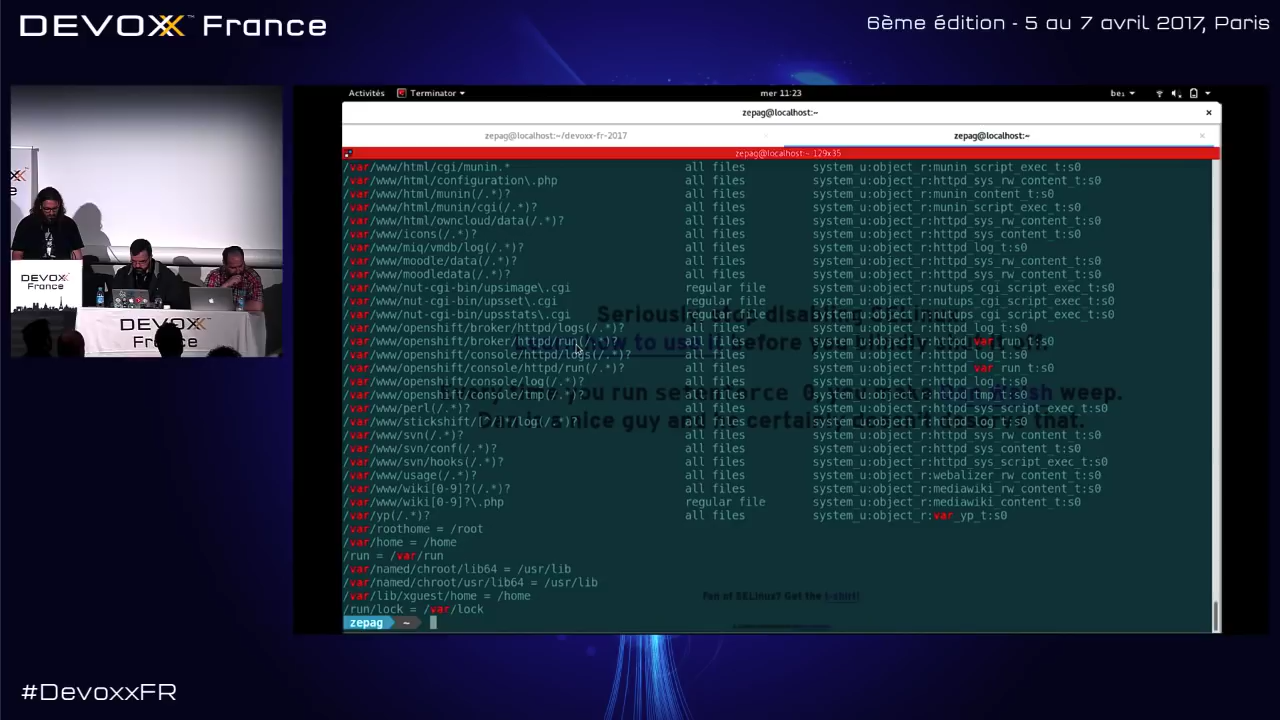 DEVOXX™ France
6ème édition - 5 au 7 avril 2017, Paris
Activités Terminator mer 11:23 be₁
zepag@localhost:~
zepag@localhost:~/devoxx-fr-2017 zepag@localhost:~
zepag@localhost:~ 129x35
/var/www/html/cgi/munin.* all files system_u:object_r:munin_script_exec_t:s0
/var/www/html/configuration\.php all files system_u:object_r:httpd_sys_rw_content_t:s0
/var/www/html/munin(/.*)? all files system_u:object_r:munin_content_t:s0
/var/www/html/munin/cgi(/.*)? all files system_u:object_r:munin_script_exec_t:s0
/var/www/html/owncloud/data(/.*)? all files system_u:object_r:httpd_sys_rw_content_t:s0
/var/www/icons(/.*)? all files system_u:object_r:httpd_sys_content_t:s0
/var/www/miq/vmdb/log(/.*)? all files system_u:object_r:httpd_log_t:s0
/var/www/moodle/data(/.*)? all files system_u:object_r:httpd_sys_rw_content_t:s0
/var/www/moodledata(/.*)? all files system_u:object_r:httpd_sys_rw_content_t:s0
/var/www/nut-cgi-bin/upsimage\.cgi regular file system_u:object_r:nutups_cgi_script_exec_t:s0
/var/www/nut-cgi-bin/upsset\.cgi regular file system_u:object_r:nutups_cgi_script_exec_t:s0
/var/www/nut-cgi-bin/upsstats\.cgi regular file system_u:object_r:nutups_cgi_script_exec_t:s0
/var/www/openshift/broker/httpd/logs(/.*)? all files system_u:object_r:httpd_log_t:s0
/var/www/openshift/broker/httpd/run(/.*)? all files system_u:object_r:httpd_var_run_t:s0
/var/www/openshift/console/httpd/logs(/.*)? all files system_u:object_r:httpd_log_t:s0
/var/www/openshift/console/httpd/run(/.*)? all files system_u:object_r:httpd_var_run_t:s0
/var/www/openshift/console/log(/.*)? all files system_u:object_r:httpd_log_t:s0
/var/www/openshift/console/tmp(/.*)? all files system_u:object_r:httpd_tmp_t:s0
/var/www/perl(/.*)? all files system_u:object_r:httpd_sys_script_exec_t:s0
/var/www/stickshift/[^/]*/log(/.*)? all files system_u:object_r:httpd_log_t:s0
/var/www/svn(/.*)? all files system_u:object_r:httpd_sys_rw_content_t:s0
/var/www/svn/conf(/.*)? all files system_u:object_r:httpd_sys_content_t:s0
/var/www/svn/hooks(/.*)? all files system_u:object_r:httpd_sys_script_exec_t:s0
/var/www/usage(/.*)? all files system_u:object_r:webalizer_rw_content_t:s0
/var/www/wiki[0-9]?(/.*)? all files system_u:object_r:mediawiki_rw_content_t:s0
/var/www/wiki[0-9]?\.php regular file system_u:object_r:mediawiki_content_t:s0
/var/yp(/.*)? all files system_u:object_r:var_yp_t:s0
/var/roothome = /root
/var/home = /home
/run = /var/run
/var/named/chroot/lib64 = /usr/lib
/var/named/chroot/usr/lib64 = /usr/lib
/var/lib/xguest/home = /home
/run/lock = /var/lock
zepag ~
Fan of SELinux? Get the t-shirt!
DEVOXX
France
DEVOXX™
France
#DevoxxFR